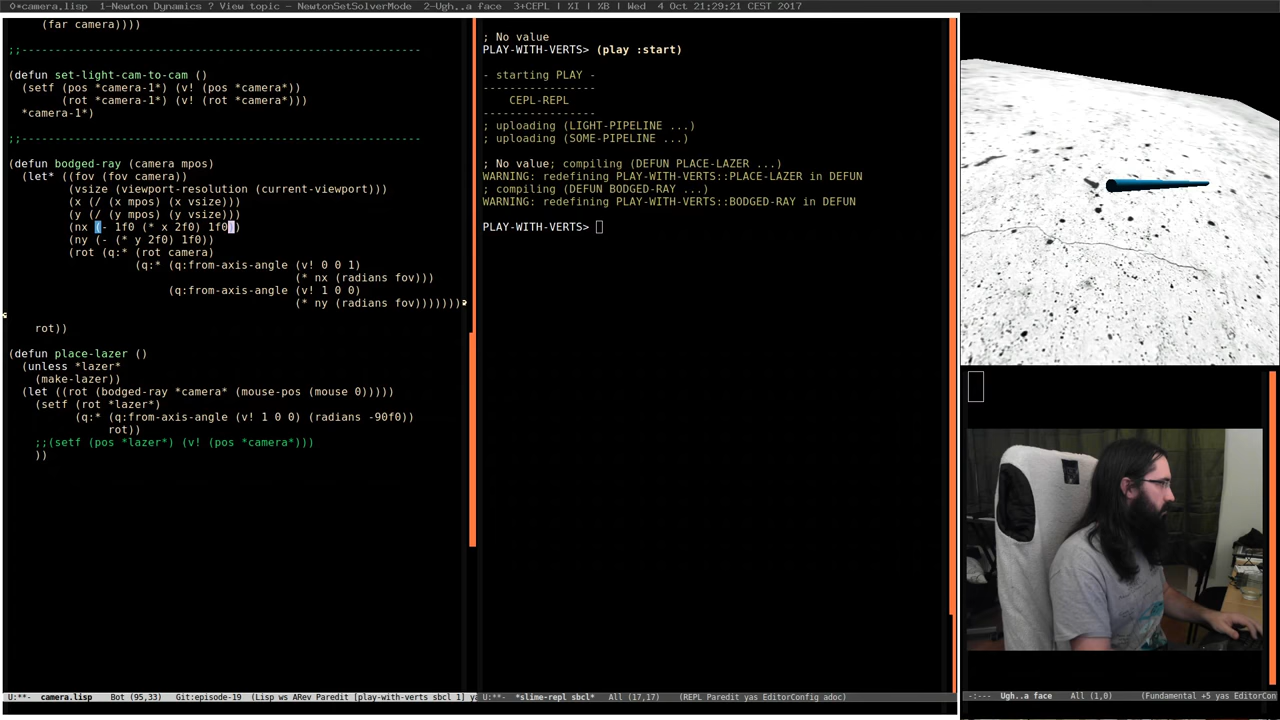 ◊*camera.lisp  1-Newton Dynamics ? View topic – NewtonSetSolverMode  2-Ugh..a face  3+CEPL | XI | XB | Wed  4 Oct 21:29:21 CEST 2017
(far camera))))
;;------------------------------------------------------------
(defun set-light-cam-to-cam ()
(setf (pos *camera-1*) (v! (pos *camera*))
(rot *camera-1*) (v! (rot *camera*)))
*camera-1*)
;;------------------------------------------------------------
(defun bodged-ray (camera mpos)
(let* ((fov (fov camera))
(vsize (viewport-resolution (current-viewport)))
(x (/ (x mpos) (x vsize)))
(y (/ (y mpos) (y vsize)))
(nx (- 1f0 (* x 2f0) 1f0))
(ny (- (* y 2f0) 1f0))
(rot (q:* (rot camera)
(q:* (q:from-axis-angle (v! 0 0 1)
(* nx (radians fov)))
(q:from-axis-angle (v! 1 0 0)
(* ny (radians fov)))))))
rot))
(defun place-lazer ()
(unless *lazer*
(make-lazer))
(let ((rot (bodged-ray *camera* (mouse-pos (mouse 0)))))
(setf (rot *lazer*)
(q:* (q:from-axis-angle (v! 1 0 0) (radians -90f0))
rot))
;;(setf (pos *lazer*) (v! (pos *camera*)))
))
U:**-  camera.lisp    Bot (95,33)   Git:episode-19  (Lisp ws ARev Paredit [play-with-verts sbcl 1] ya
; No value
PLAY-WITH-VERTS> (play :start)
- starting PLAY -
-----------------
CEPL-REPL
-----------------
; uploading (LIGHT-PIPELINE ...)
; uploading (SOME-PIPELINE ...)
; No value; compiling (DEFUN PLACE-LAZER ...)
WARNING: redefining PLAY-WITH-VERTS::PLACE-LAZER in DEFUN
; compiling (DEFUN BODGED-RAY ...)
WARNING: redefining PLAY-WITH-VERTS::BODGED-RAY in DEFUN
PLAY-WITH-VERTS>
U:**-  *slime-repl sbcl*   All (17,17)    (REPL Paredit yas EditorConfig adoc)
-:---  Ugh..a face    All (1,0)      (Fundamental +5 yas EditorCon